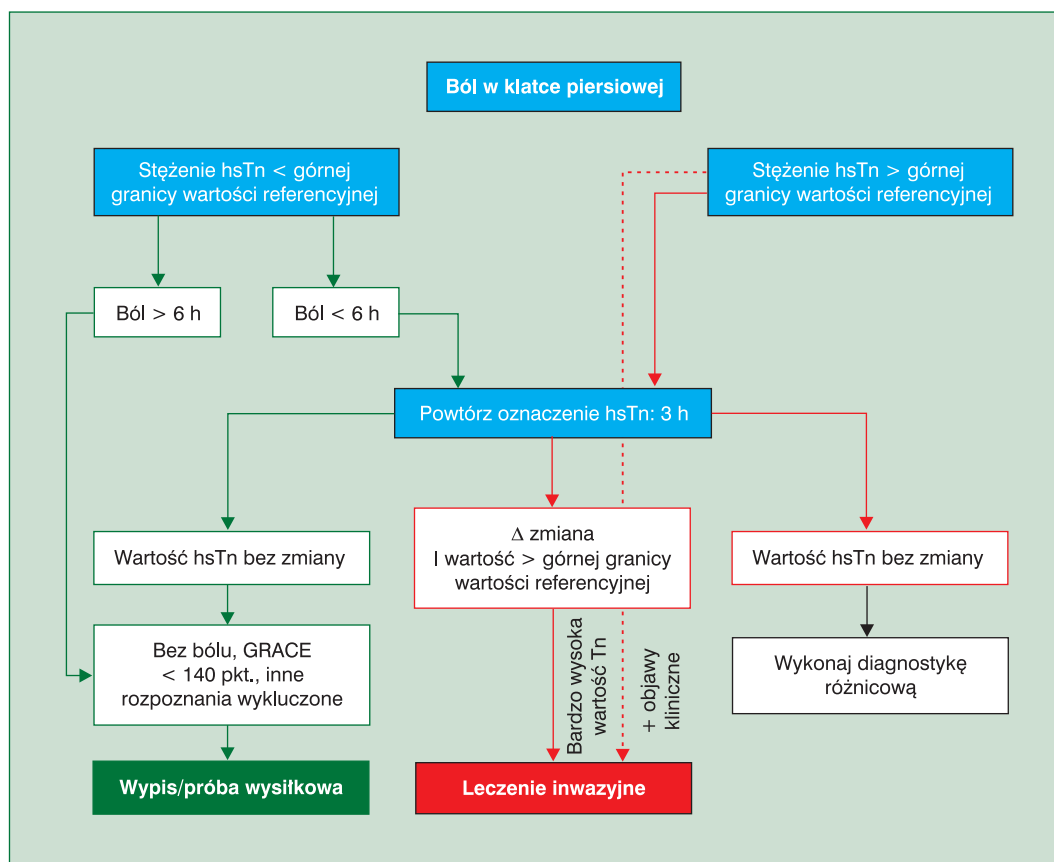 Ból w klatce piersiowej
Stężenie hsTn < górnej
granicy wartości referencyjnej
Stężenie hsTn > górnej
granicy wartości referencyjnej
Ból > 6 h
Ból < 6 h
Powtórz oznaczenie hsTn: 3 h
Wartość hsTn bez zmiany
Δ zmiana
I wartość > górnej granicy
wartości referencyjnej
Wartość hsTn bez zmiany
Bez bólu, GRACE
< 140 pkt., inne
rozpoznania wykluczone
Bardzo wysoka
wartość Tn
+ objawy
kliniczne
Wykonaj diagnostykę
różnicową
Wypis/próba wysiłkowa
Leczenie inwazyjne